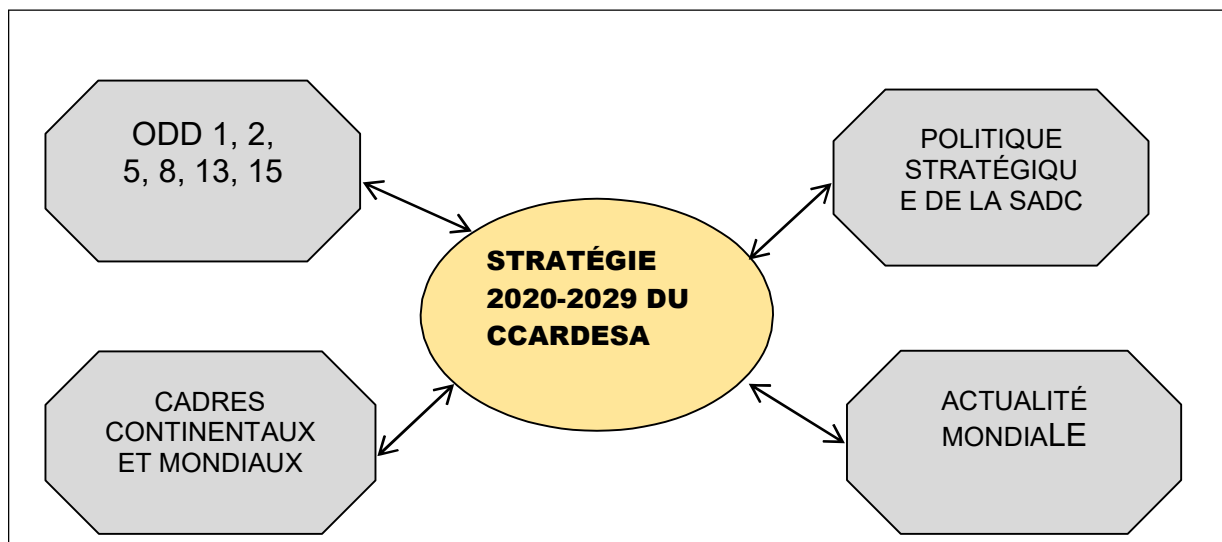 ODD 1, 2,
5, 8, 13, 15
POLITIQUE
STRATÉGIQU
E DE LA SADC
STRATÉGIE
2020-2029 DU
CCARDESA
CADRES
CONTINENTAUX
ET MONDIAUX
ACTUALITÉ
MONDIALE